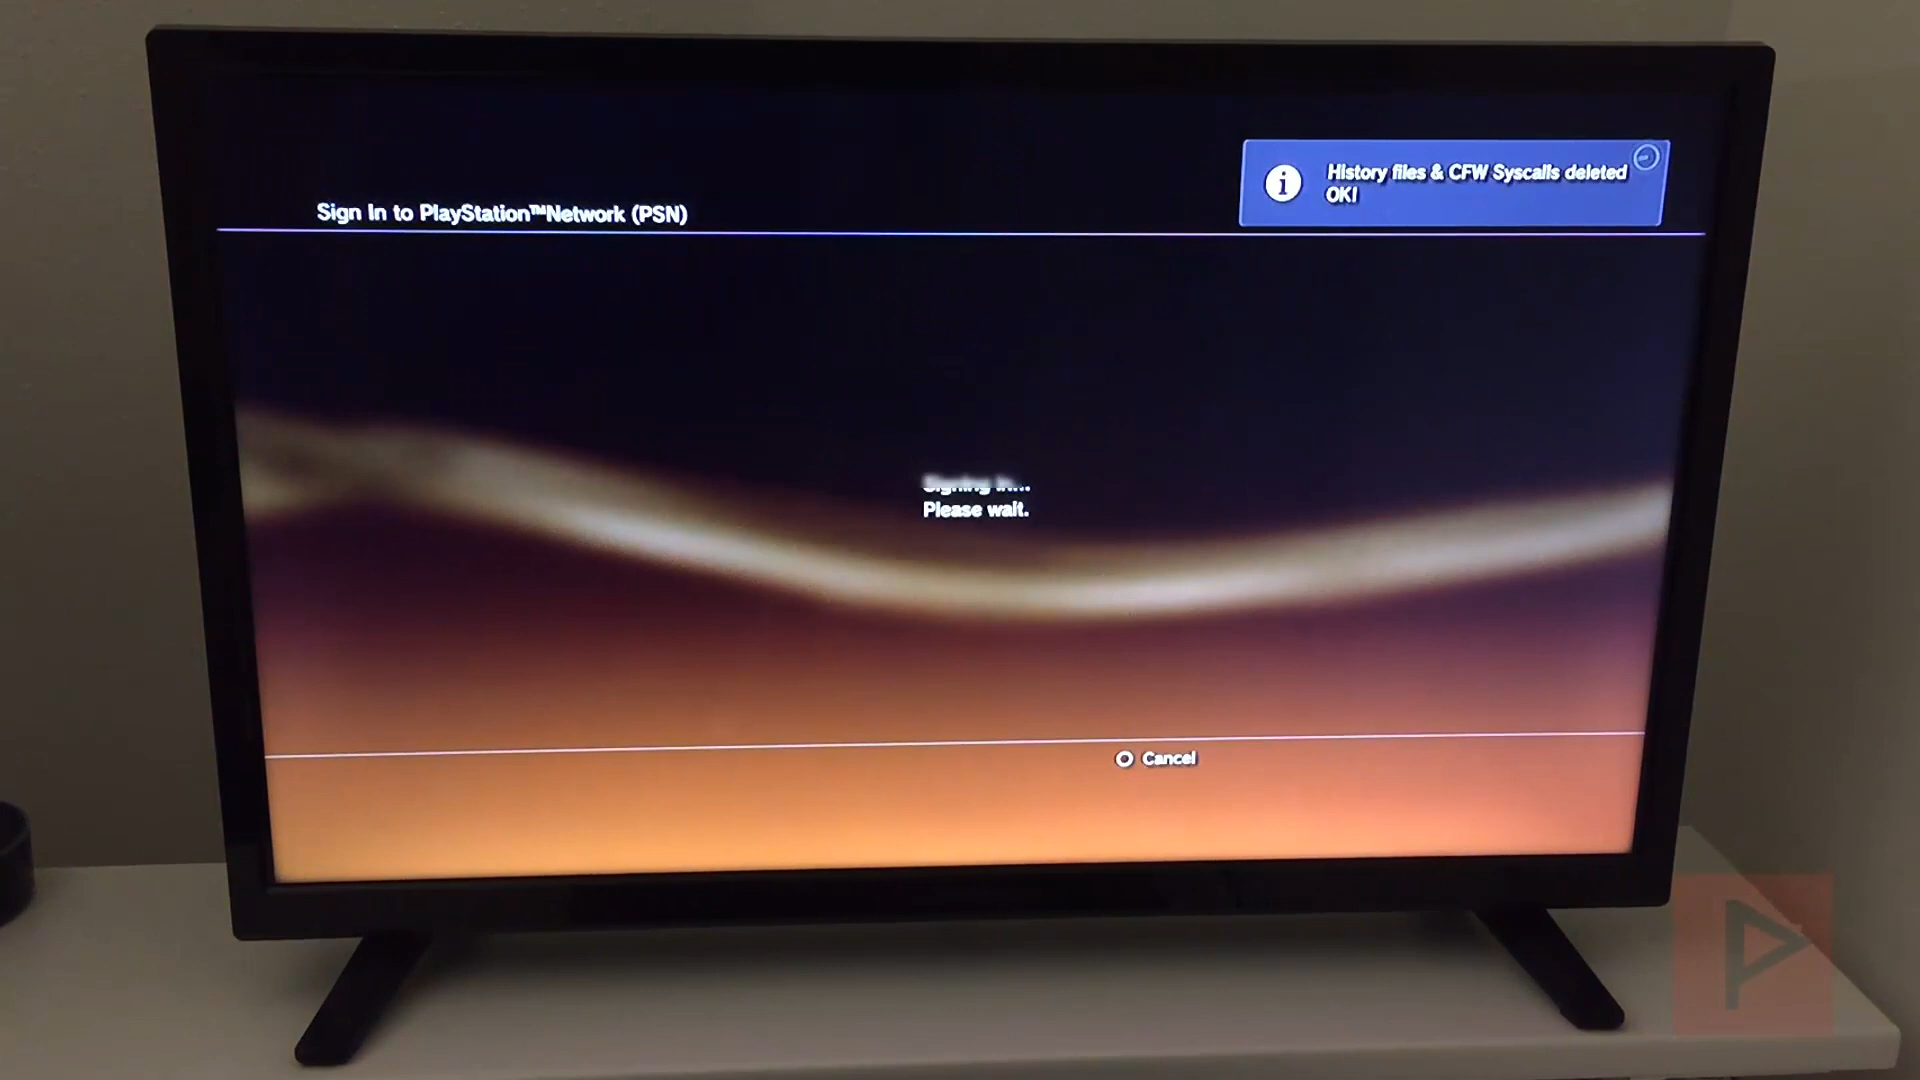 History files & CFW Syscalls deleted
OK!
Sign In to PlayStation™Network (PSN)
Please wait.
Cancel